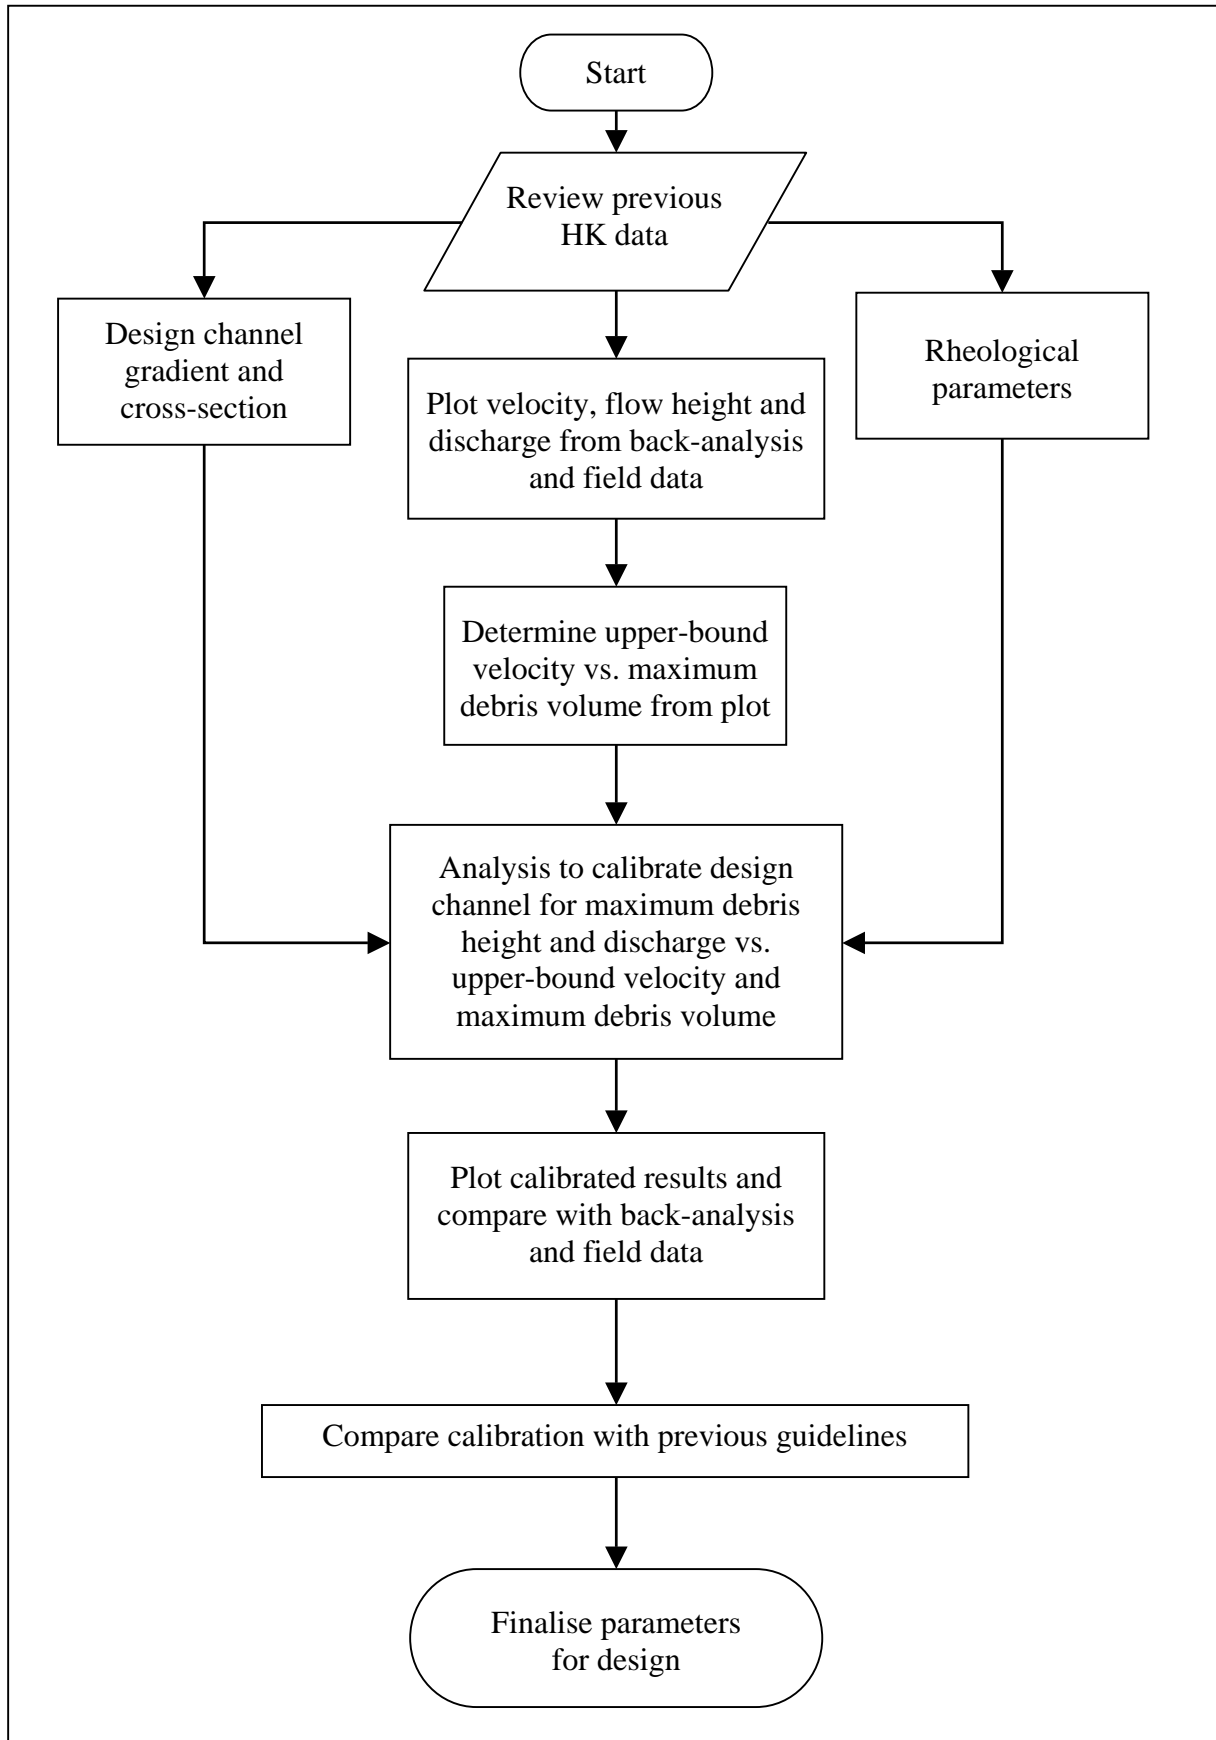 Start
Review previous
HK data
Design channel
gradient and
cross-section
Plot velocity, flow height and
discharge from back-analysis
and field data
Rheological
parameters
Determine upper-bound
velocity vs. maximum
debris volume from plot
Analysis to calibrate design
channel for maximum debris
height and discharge vs.
upper-bound velocity and
maximum debris volume
Plot calibrated results and
compare with back-analysis
and field data
Compare calibration with previous guidelines
Finalise parameters
for design